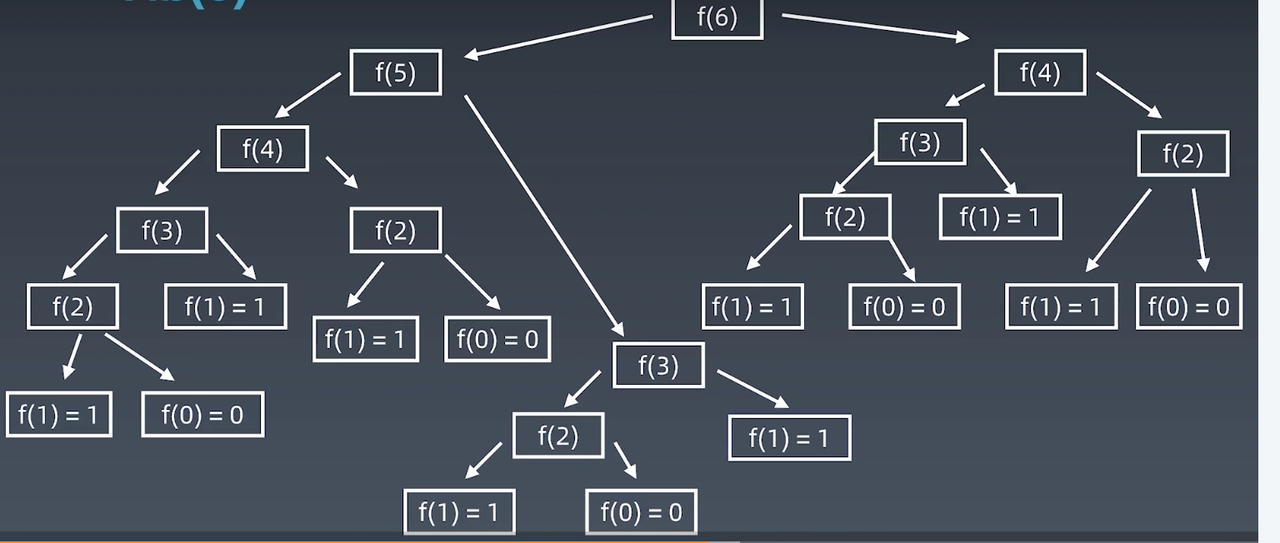 f(6)
f(5)
f(4)
f(4)
f(3)
f(2)
f(3)
f(2)
f(2)
f(1) = 1
f(2)
f(1) = 1
f(1) = 1
f(0) = 0
f(1) = 1
f(0) = 0
f(1) = 1
f(0) = 0
f(3)
f(1) = 1
f(0) = 0
f(2)
f(1) = 1
f(1) = 1
f(0) = 0